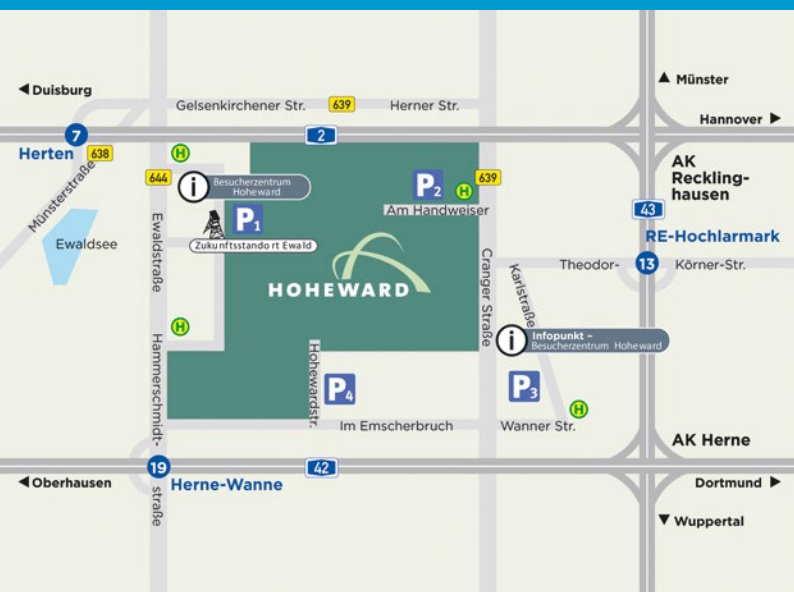 Duisburg
Münster
Gelsenkirchener Str.
639
Herner Str.
Hannover
7
2
Herten
638
H
AK
Reckling-
hausen
644
i
Besucherzentrum
Hoheward
P2
H
639
Münsterstraße
P1
Am Handweiser
43
Ewaldsee
Ewaldstraße
Zukunftsstandort Ewald
RE-Hochlarmark
Cranger Straße
Theodor-
13
Körner-Str.
Karlstraße
HOHEWARD
H
Hammerschmidt-
straße
Hohewardstr.
i
Infopunkt –
Besucherzentrum Hoheward
P4
P3
H
Im Emscherbruch
Wanner Str.
AK Herne
19
42
Oberhausen
Herne-Wanne
Dortmund
Wuppertal